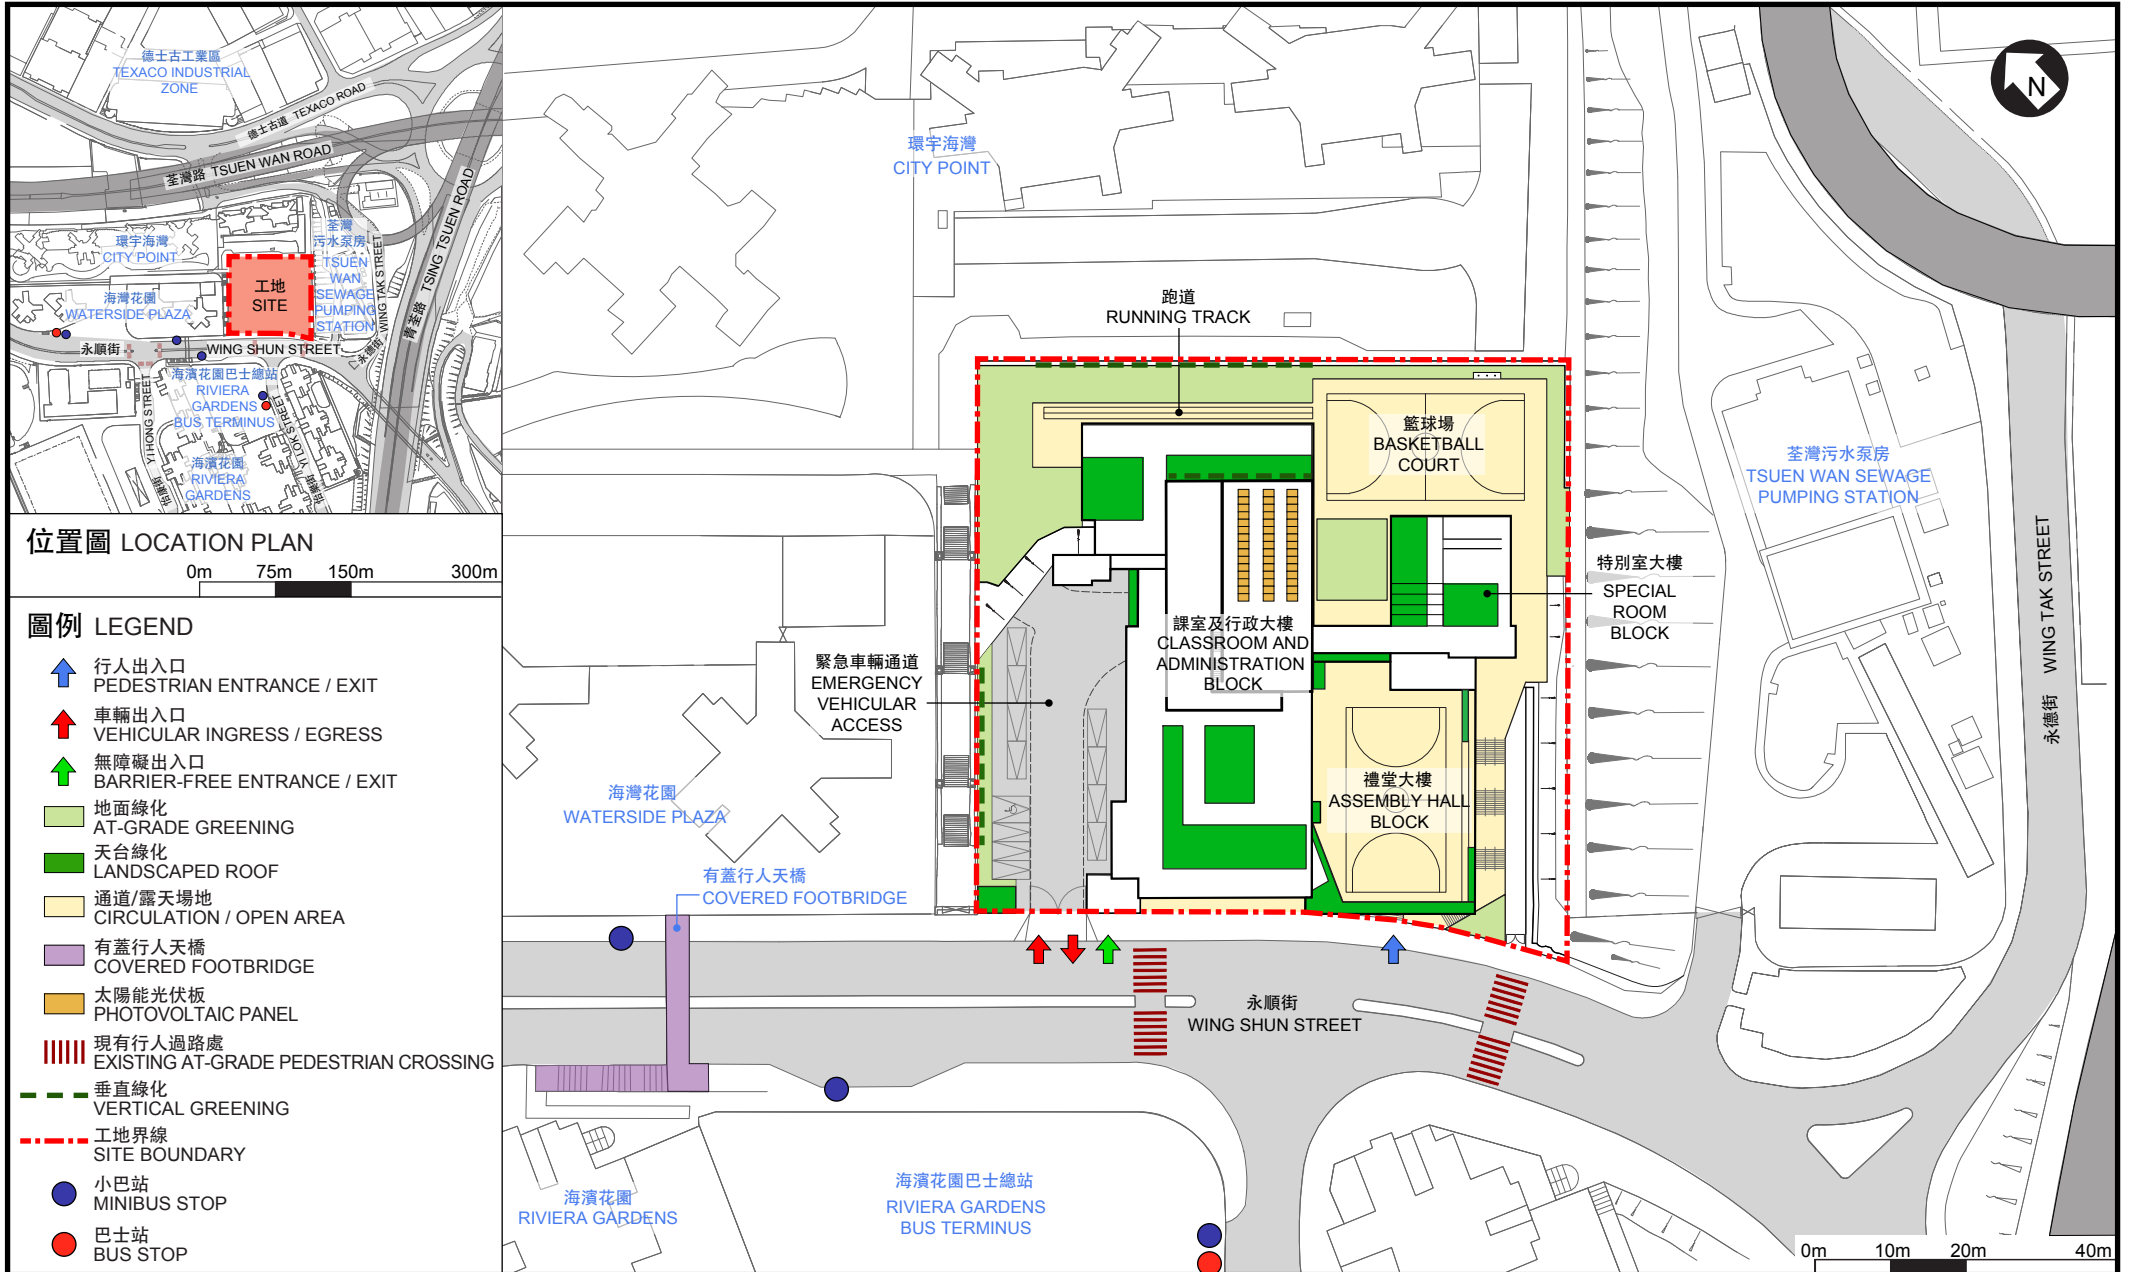 德士古工業區
TEXACO INDUSTRIAL
ZONE
德士古道 TEXACO ROAD
荃灣路 TSUEN WAN ROAD
青荃路 TSING TSUEN ROAD
荃灣
污水泵房
TSUEN
WAN
SEWAGE
PUMPING
STATION
WING TAK STREET
永德街
環宇海灣
CITY POINT
工地
SITE
海灣花園
WATERSIDE PLAZA
永順街
WING SHUN STREET
海濱花園巴士總站
RIVIERA
GARDENS
BUS TERMINUS
YI HONG STREET
YI LOK STREET
海濱花園
RIVIERA
GARDENS
位置圖 LOCATION PLAN
0m 75m 150m 300m
圖例 LEGEND
行人出入口
PEDESTRIAN ENTRANCE / EXIT
車輛出入口
VEHICULAR INGRESS / EGRESS
無障礙出入口
BARRIER-FREE ENTRANCE / EXIT
地面綠化
AT-GRADE GREENING
天台綠化
LANDSCAPED ROOF
通道/露天場地
CIRCULATION / OPEN AREA
有蓋行人天橋
COVERED FOOTBRIDGE
太陽能光伏板
PHOTOVOLTAIC PANEL
現有行人過路處
EXISTING AT-GRADE PEDESTRIAN CROSSING
垂直綠化
VERTICAL GREENING
工地界線
SITE BOUNDARY
小巴站
MINIBUS STOP
巴士站
BUS STOP
環宇海灣
CITY POINT
N
跑道
RUNNING TRACK
籃球場
BASKETBALL
COURT
荃灣污水泵房
TSUEN WAN SEWAGE
PUMPING STATION
特別室大樓
SPECIAL
ROOM
BLOCK
課室及行政大樓
CLASSROOM AND
ADMINISTRATION
BLOCK
緊急車輛通道
EMERGENCY
VEHICULAR
ACCESS
禮堂大樓
ASSEMBLY HALL
BLOCK
永德街 WING TAK STREET
海灣花園
WATERSIDE PLAZA
有蓋行人天橋
COVERED FOOTBRIDGE
永順街
WING SHUN STREET
海濱花園
RIVIERA GARDENS
海濱花園巴士總站
RIVIERA GARDENS
BUS TERMINUS
0m 10m 20m 40m